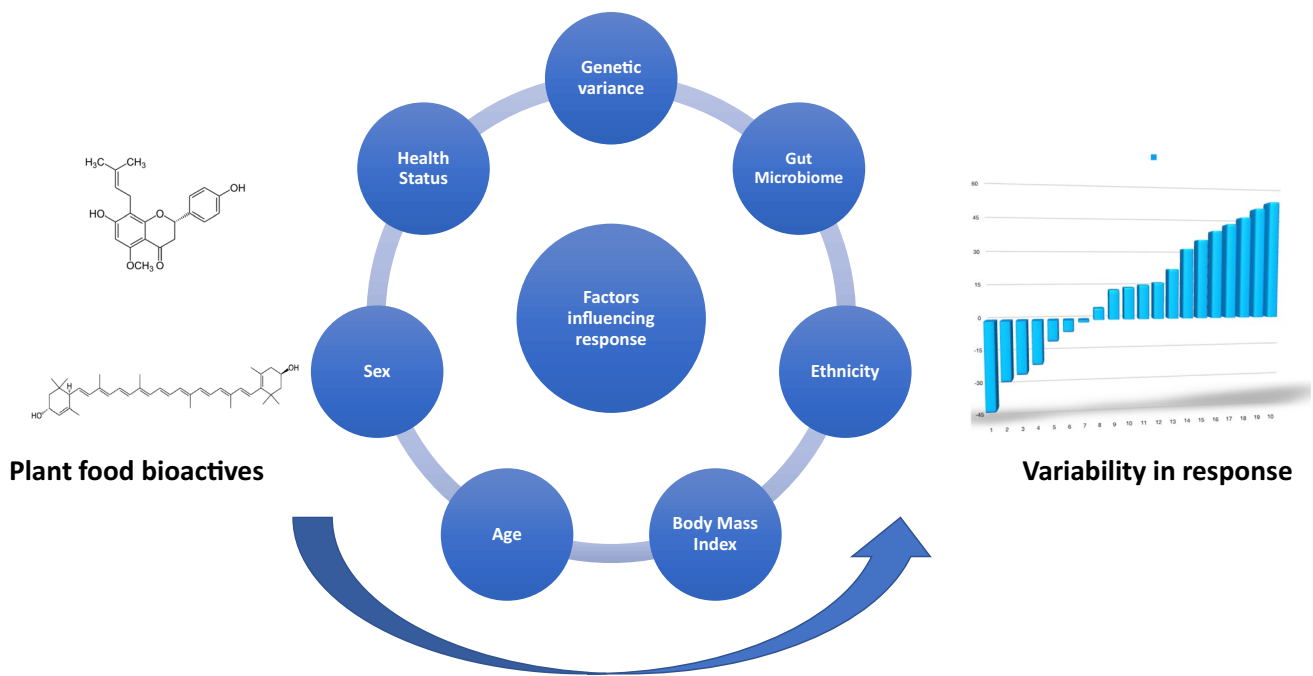 Genetic
variance
Health
Status
Gut
Microbiome
Factors
influencing
response
Sex
Ethnicity
Age
Body Mass
Index
H₃C
CH₃
OH
HO
O
OCH₃
O
H
OH
HO
Plant food bioactives
60
45
30
15
0
-15
-30
-45
1 2 3 4 5 6 7 8 9 10 11 12 13 14 15 16 17 18 19 10
Variability in response